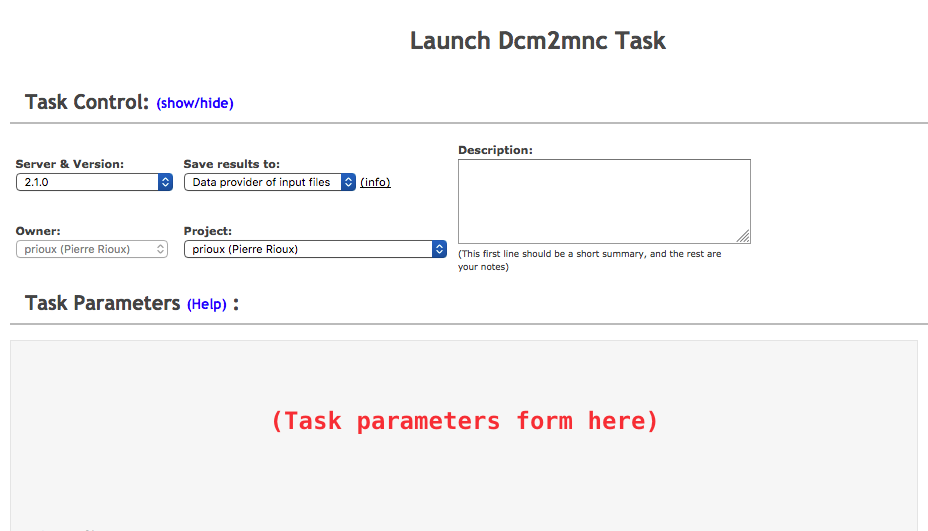 Launch Dcm2mnc Task
Task Control: (show/hide)
Server & Version:
2.1.0
Save results to:
Data provider of input files (info)
Description:
(This first line should be a short summary, and the rest are
your notes)
Owner:
prioux (Pierre Rioux)
Project:
prioux (Pierre Rioux)
Task Parameters (Help) :
(Task parameters form here)